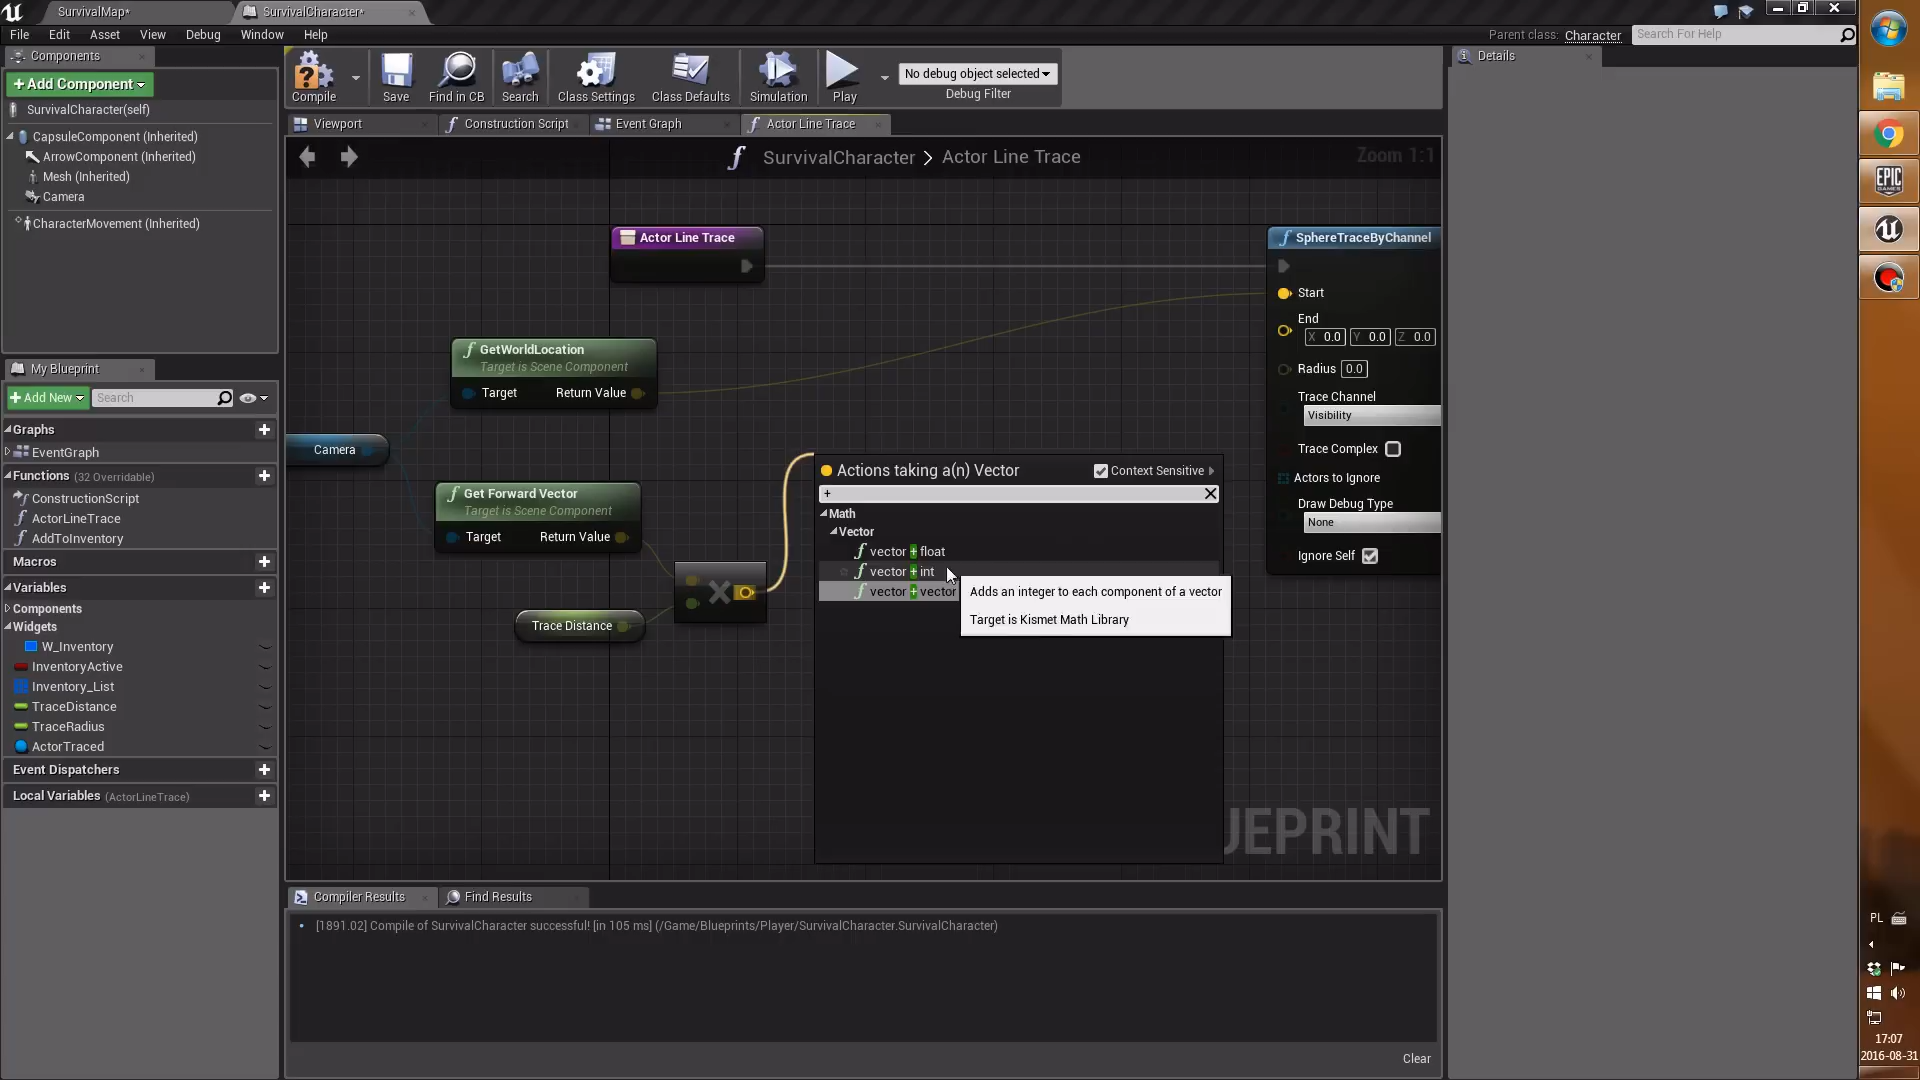 SurvivalMap*
SurvivalCharacter*
File Edit Asset View Debug Window Help
Parent class: Character
Search For Help
Components
+Add Component
SurvivalCharacter(self)
CapsuleComponent (Inherited)
ArrowComponent (Inherited)
Mesh (Inherited)
Camera
CharacterMovement (Inherited)
Compile
Save
Find in CB
Search
Class Settings
Class Defaults
Simulation
Play
No debug object selected
Debug Filter
Details
Viewport
Construction Script
Event Graph
Actor Line Trace
SurvivalCharacter > Actor Line Trace
Zoom 1:1
My Blueprint
+Add New
Search
Graphs
EventGraph
Functions (32 Overridable)
ConstructionScript
ActorLineTrace
AddToInventory
Macros
Variables
Components
Widgets
W_Inventory
InventoryActive
Inventory_List
TraceDistance
TraceRadius
ActorTraced
Event Dispatchers
Local Variables (ActorLineTrace)
Actor Line Trace
GetWorldLocation
Target is Scene Component
Target Return Value
Camera
Get Forward Vector
Target is Scene Component
Target Return Value
Trace Distance
SphereTraceByChannel
Start
End
X 0.0 Y 0.0 Z 0.0
Radius 0.0
Trace Channel
Visibility
Trace Complex
Actors to Ignore
Draw Debug Type
None
Ignore Self
Actions taking a(n) Vector
Context Sensitive
+
Math
Vector
vector + float
vector + int
vector + vector
Adds an integer to each component of a vector
Target is Kismet Math Library
UEPRINT
Compiler Results
Find Results
[1891.02] Compile of SurvivalCharacter successful! [in 105 ms] (/Game/Blueprints/Player/SurvivalCharacter.SurvivalCharacter)
Clear
EPIC
GAMES
PL
17:07
2016-08-31